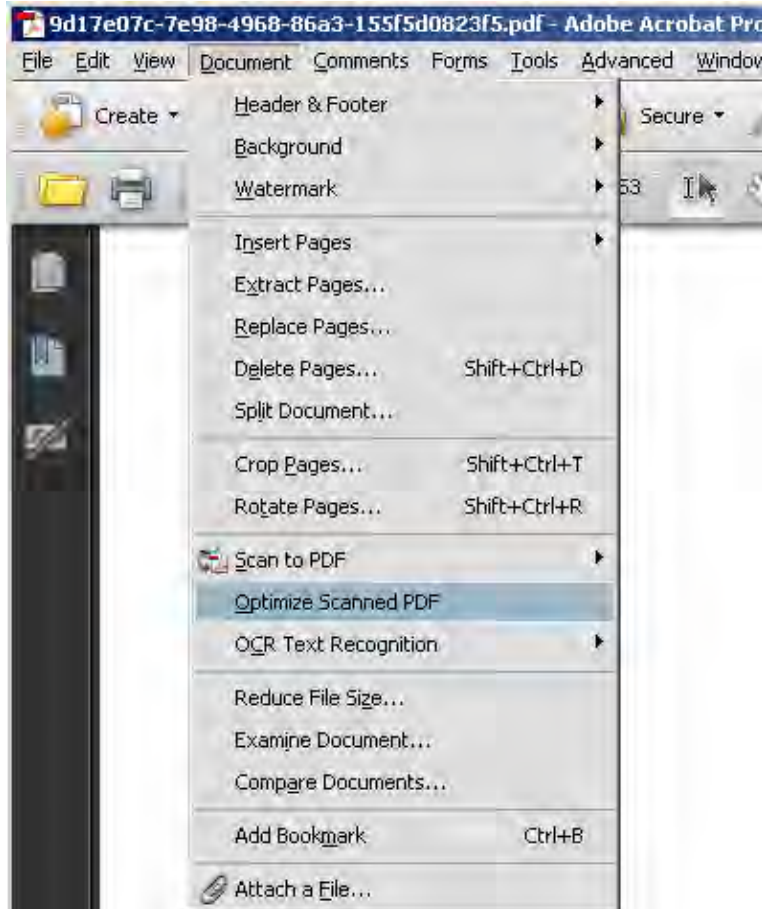 9d17e07c-7e98-4968-86a3-155f5d0823f5.pdf - Adobe Acrobat Pro
File Edit View Document Comments Forms Tools Advanced Window
Create Secure
53
Header & Footer
Background
Watermark
Insert Pages
Extract Pages...
Replace Pages...
Delete Pages... Shift+Ctrl+D
Split Document...
Crop Pages... Shift+Ctrl+T
Rotate Pages... Shift+Ctrl+R
Scan to PDF
Optimize Scanned PDF
OCR Text Recognition
Reduce File Size...
Examine Document...
Compare Documents...
Add Bookmark Ctrl+B
Attach a File...